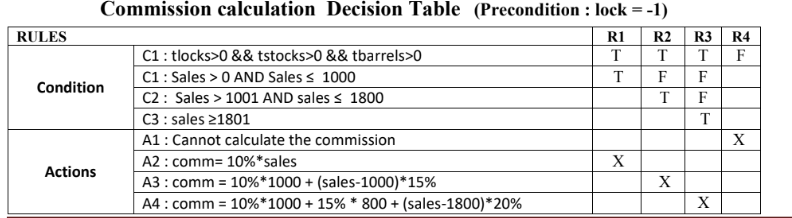 Commission calculation Decision Table (Precondition : lock = -1)
RULES R1 R2 R3 R4
Condition
C1 : tlocks>0 && tstocks>0 && tbarrels>0 T T T F
C1 : Sales > 0 AND Sales ≤ 1000 T F F
C2 : Sales > 1001 AND sales ≤ 1800 T F
C3 : sales ≥1801 T
Actions
A1 : Cannot calculate the commission X
A2 : comm= 10%*sales X
A3 : comm = 10%*1000 + (sales-1000)*15% X
A4 : comm = 10%*1000 + 15% * 800 + (sales-1800)*20% X